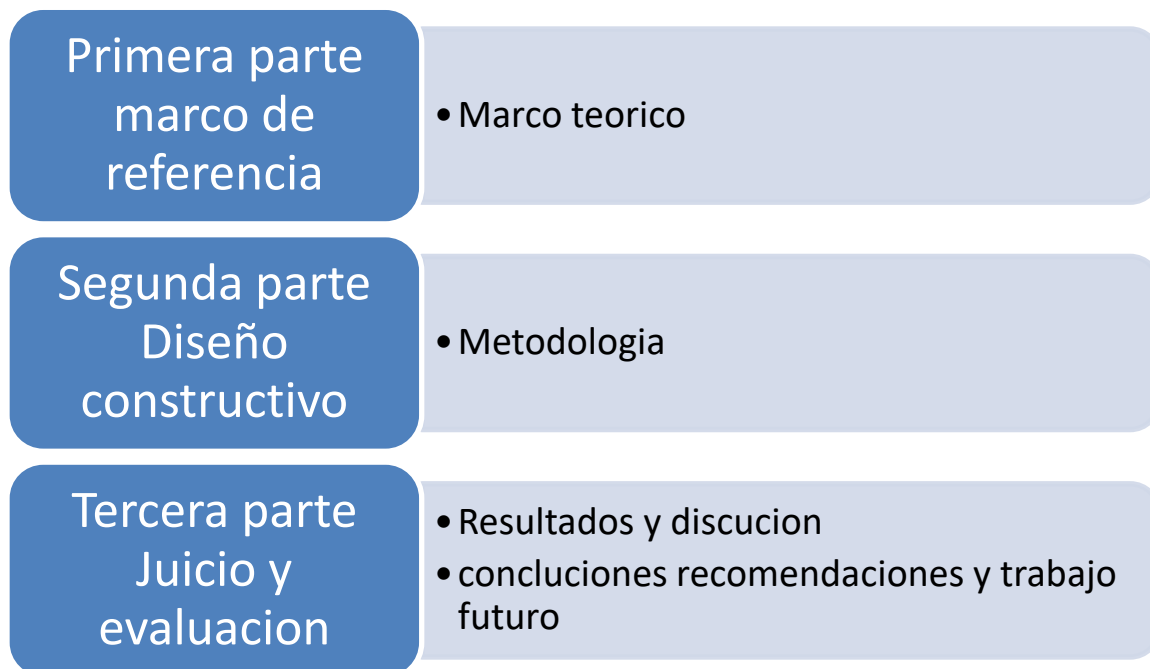 Primera parte
marco de
referencia
• Marco teorico
Segunda parte
Diseño
constructivo
• Metodologia
Tercera parte
Juicio y
evaluacion
• Resultados y discucion
• concluciones recomendaciones y trabajo
futuro